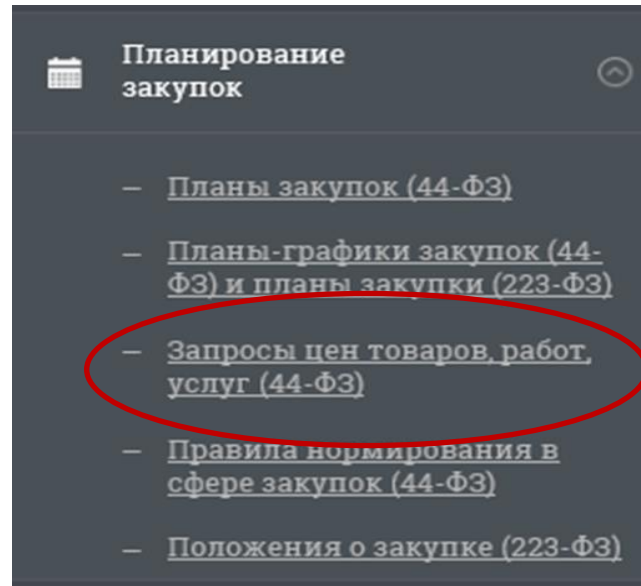 Планирование
закупок
– Планы закупок (44-ФЗ)
– Планы-графики закупок (44-
ФЗ) и планы закупки (223-ФЗ)
– Запросы цен товаров, работ,
услуг (44-ФЗ)
– Правила нормирования в
сфере закупок (44-ФЗ)
– Положения о закупке (223-ФЗ)